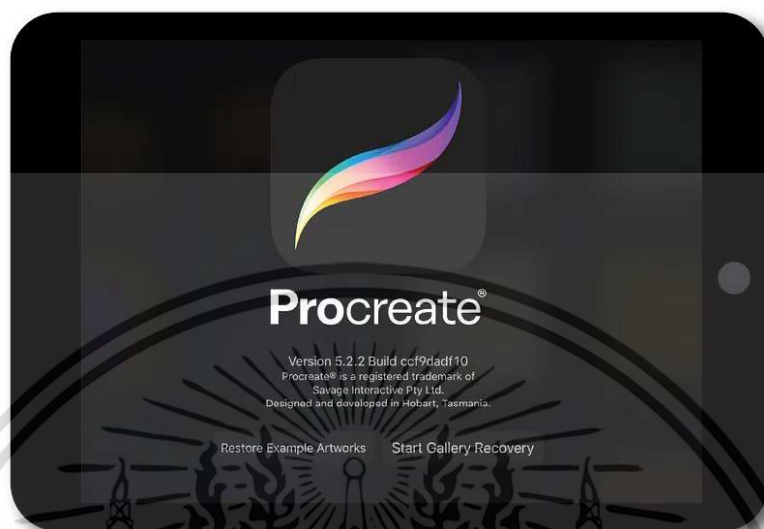 Procreate®
Version 5.2.2 Build ccf9dadf10
Procreate® is a registered trademark of
Savage Interactive Pty Ltd.
Designed and developed in Hobart, Tasmania.
Restore Example Artworks Start Gallery Recovery